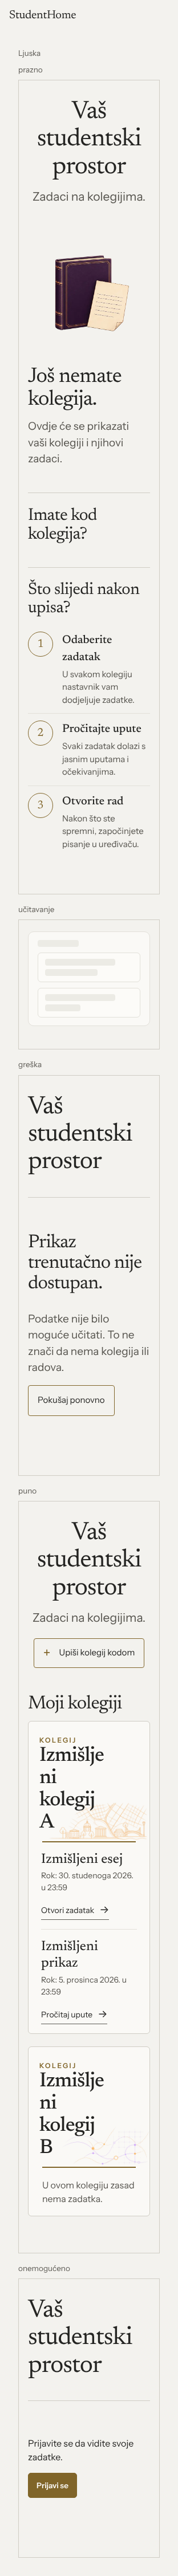 StudentHome
Ljuska
prazno
Vaš
studentski
prostor
Zadaci na kolegijima.
Još nemate
kolegija.
Ovdje će se prikazati
vaši kolegiji i njihovi
zadaci.
Imate kod
kolegija?
Što slijedi nakon
upisa?
1
Odaberite
zadatak
U svakom kolegiju
nastavnik vam
dodjeljuje zadatke.
2
Pročitajte upute
Svaki zadatak dolazi s
jasnim uputama i
očekivanjima.
3
Otvorite rad
Nakon što ste
spremni, započinjete
pisanje u uređivaču.
učitavanje
greška
Vaš
studentski
prostor
Prikaz
trenutačno nije
dostupan.
Podatke nije bilo
moguće učitati. To ne
znači da nema kolegija ili
radova.
Pokušaj ponovno
puno
Vaš
studentski
prostor
Zadaci na kolegijima.
+ Upiši kolegij kodom
Moji kolegiji
KOLEGIJ
Izmišlje
ni
kolegij
A
Izmišljeni esej
Rok: 30. studenoga 2026.
u 23:59
Otvori zadatak →
Izmišljeni
prikaz
Rok: 5. prosinca 2026. u
23:59
Pročitaj upute →
KOLEGIJ
Izmišlje
ni
kolegij
B
U ovom kolegiju zasad
nema zadataka.
onemogućeno
Vaš
studentski
prostor
Prijavite se da vidite svoje
zadatke.
Prijavi se